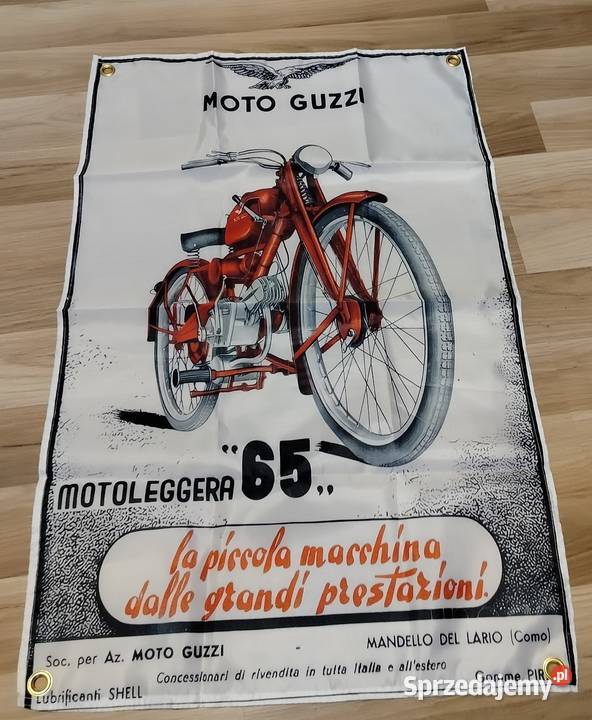 MOTO GUZZI
MOTOLEGGERA "65„
la piccola macchina
dalle grandi prestazioni.
Soc. per Az. MOTO GUZZI - MANDELLO DEL LARIO (Como)
Concessionari di rivendita in tutta Italia e all'estero
Lubrificanti SHELL Gomme
Sprzedajemy.pl